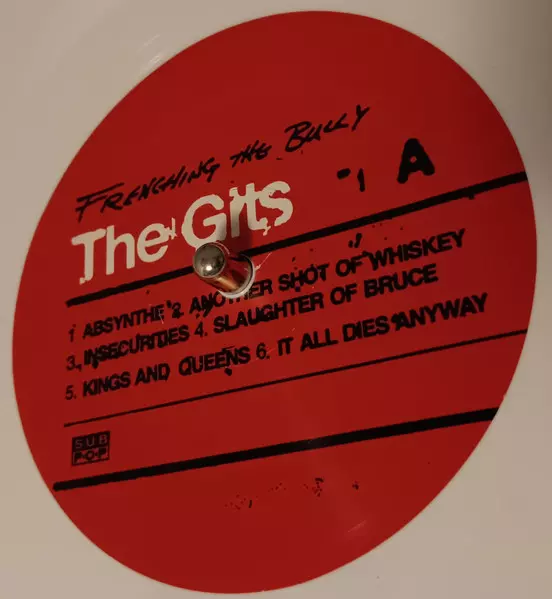 FRENCHING THE BULLY
A
The Gits
1 ABSYNTHE 2. ANOTHER SHOT OF WHISKEY
3. INSECURITIES 4. SLAUGHTER OF BRUCE
5. KINGS AND QUEENS 6. IT ALL DIES ANYWAY
SUB
POP